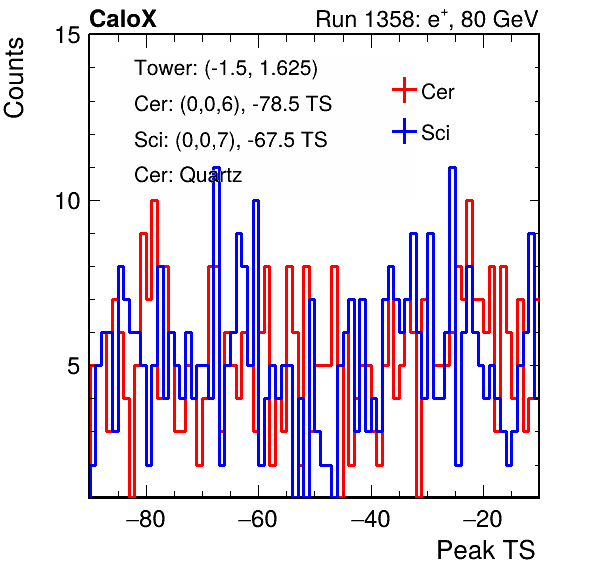 CaloX Run 1358: e⁺, 80 GeV
Counts
15
Tower: (-1.5, 1.625)
Cer: (0,0,6), -78.5 TS
Sci: (0,0,7), -67.5 TS
Cer: Quartz
Cer
Sci
10
5
−80 −60 −40 −20
Peak TS